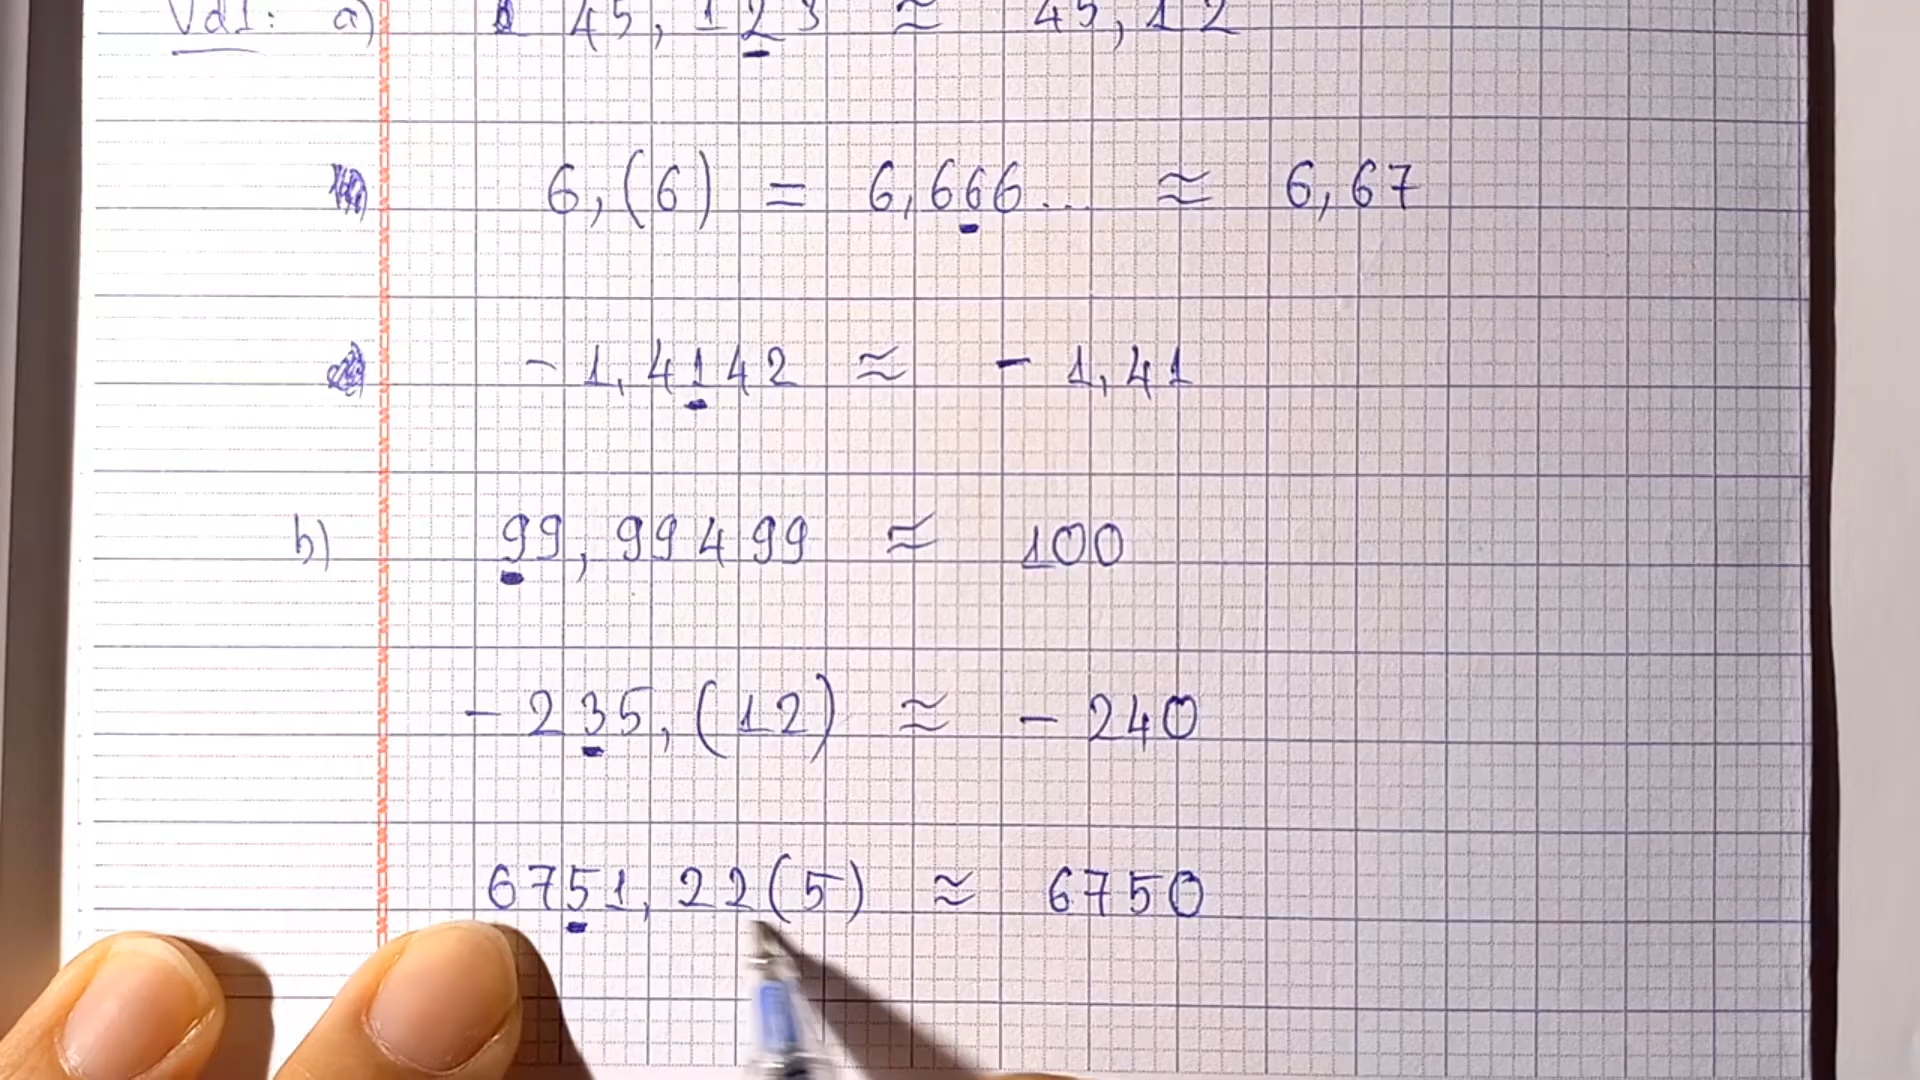 Vd1: a) 45,123 ≈ 45,12
6,(6) = 6,666... ≈ 6,67
- 1,4142 ≈ - 1,41
b) 99,99499 ≈ 100
- 235,(12) ≈ - 240
6751,22(5) ≈ 6750